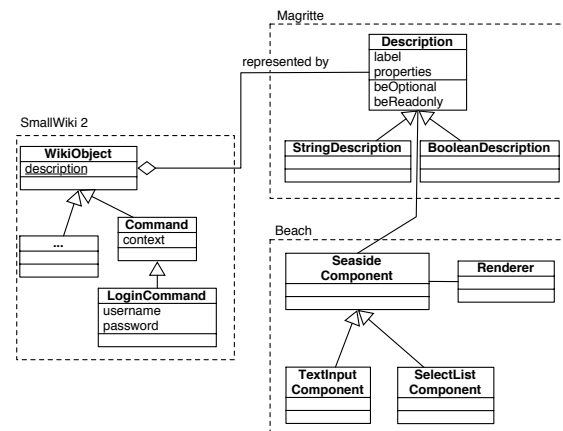 Magritte
Description
label
properties
beOptional
beReadonly
represented by
StringDescription
BooleanDescription
SmallWiki 2
WikiObject
description
...
Command
context
LoginCommand
username
password
Beach
Seaside
Component
Renderer
TextInput
Component
SelectList
Component